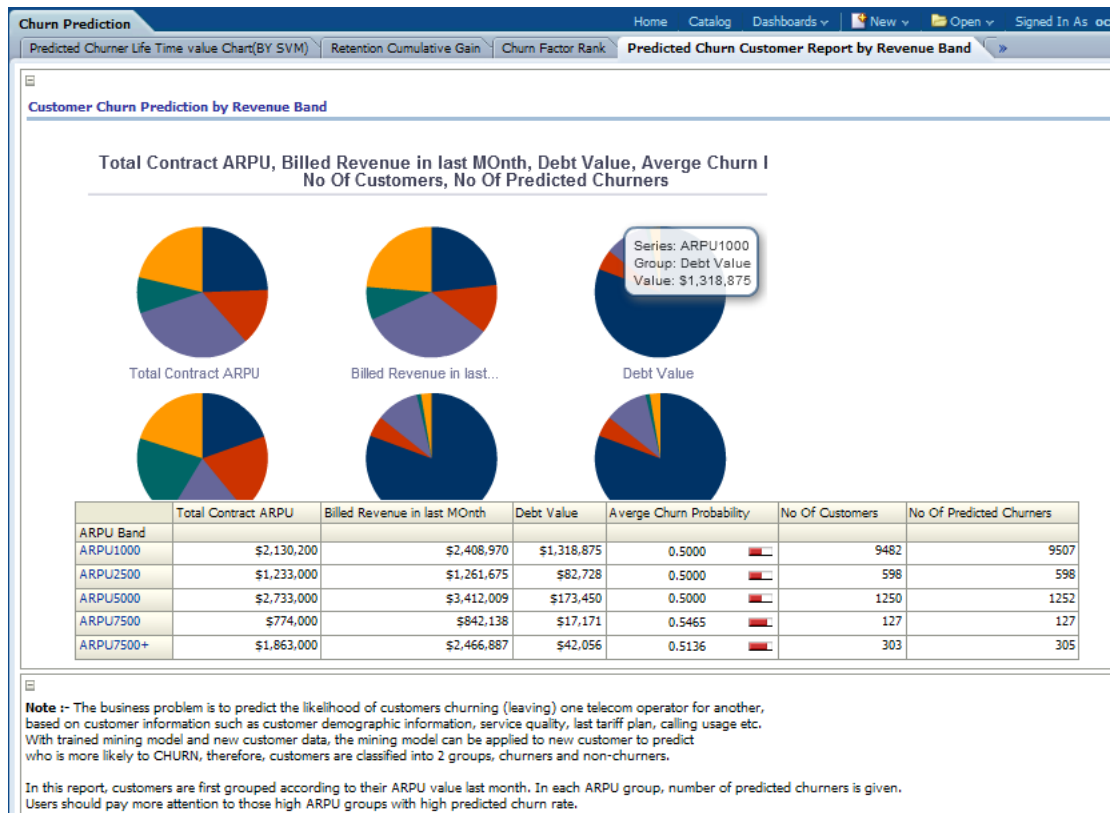 Churn Prediction
Home Catalog Dashboards New Open Signed In As oc
Predicted Churner Life Time value Chart(BY SVM) Retention Cumulative Gain Churn Factor Rank Predicted Churn Customer Report by Revenue Band »
Customer Churn Prediction by Revenue Band
Total Contract ARPU, Billed Revenue in last MOnth, Debt Value, Averge Churn
No Of Customers, No Of Predicted Churners
Series: ARPU1000
Group: Debt Value
Value: $1,318,875
Total Contract ARPU Billed Revenue in last... Debt Value
Total Contract ARPU Billed Revenue in last MOnth Debt Value Averge Churn Probability No Of Customers No Of Predicted Churners
ARPU Band
ARPU1000 $2,130,200 $2,408,970 $1,318,875 0.5000 9482 9507
ARPU2500 $1,233,000 $1,261,675 $82,728 0.5000 598 598
ARPU5000 $2,733,000 $3,412,009 $173,450 0.5000 1250 1252
ARPU7500 $774,000 $842,138 $17,171 0.5465 127 127
ARPU7500+ $1,863,000 $2,466,887 $42,056 0.5136 303 305
Note :- The business problem is to predict the likelihood of customers churning (leaving) one telecom operator for another,
based on customer information such as customer demographic information, service quality, last tariff plan, calling usage etc.
With trained mining model and new customer data, the mining model can be applied to new customer to predict
who is more likely to CHURN, therefore, customers are classified into 2 groups, churners and non-churners.
In this report, customers are first grouped according to their ARPU value last month. In each ARPU group, number of predicted churners is given.
Users should pay more attention to those high ARPU groups with high predicted churn rate.